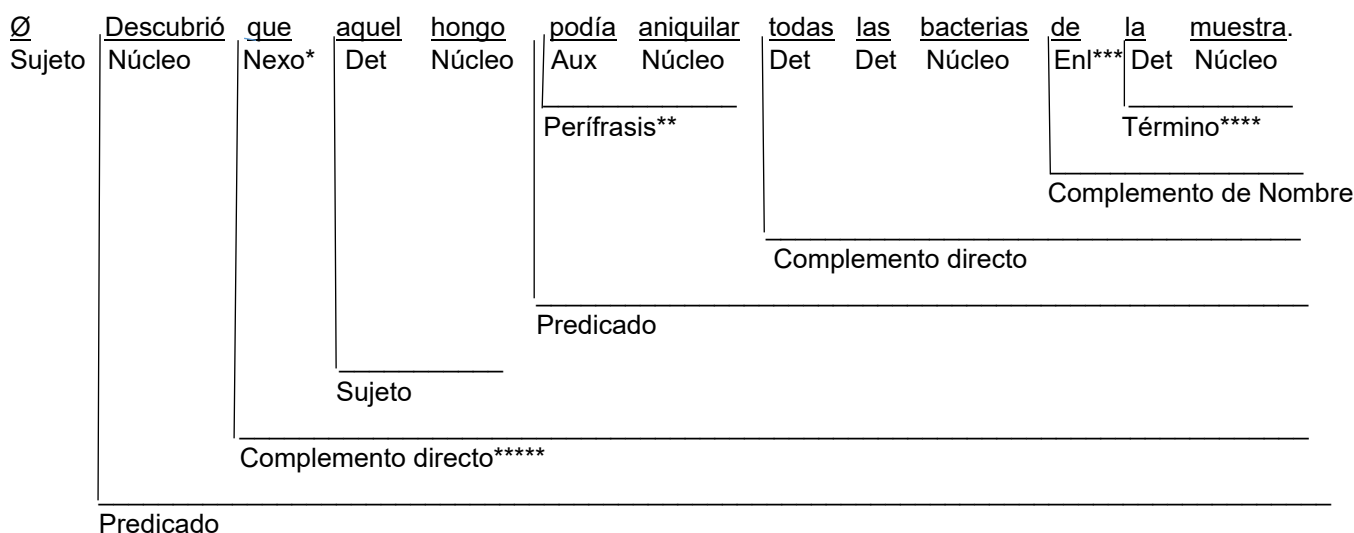 Ø Descubrió que aquel hongo podía aniquilar todas las bacterias de la muestra.
Sujeto Núcleo Nexo* Det Núcleo Aux Núcleo Det Det Núcleo Enl*** Det Núcleo
Perífrasis** Término****
Complemento de Nombre
Complemento directo
Predicado
Sujeto
Complemento directo*****
Predicado